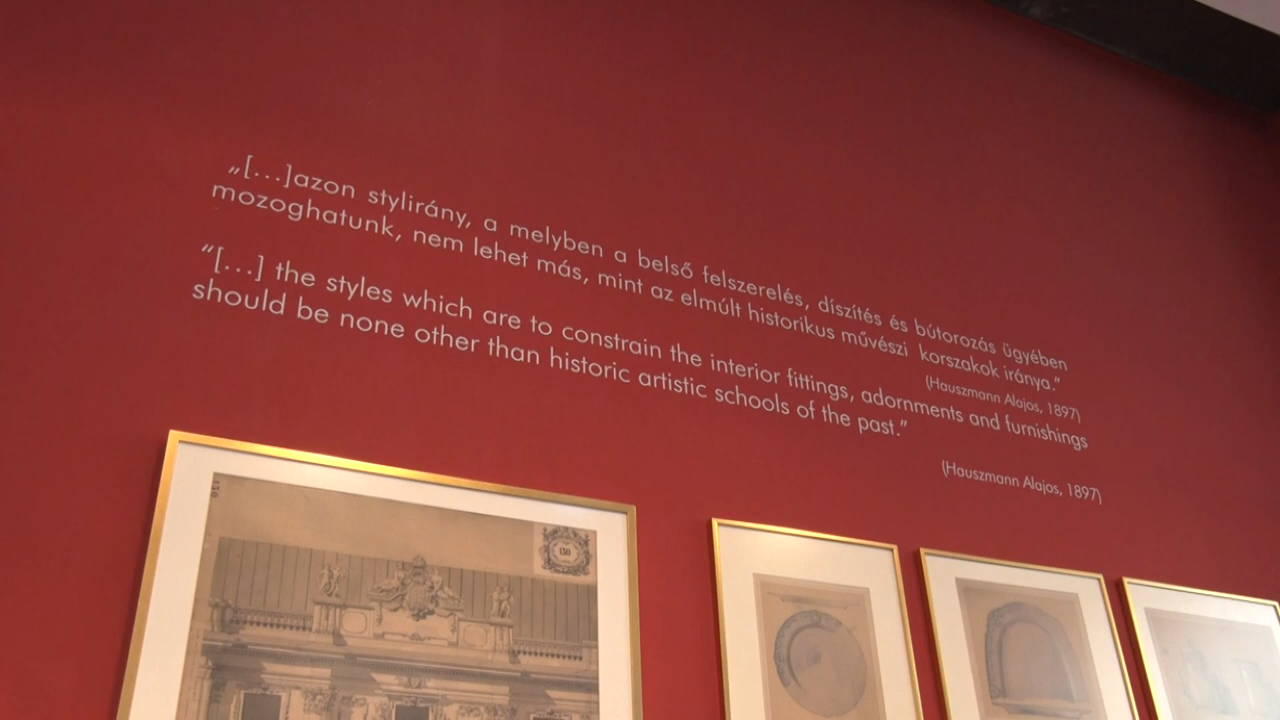 „[...]azon stylirány, a melyben a belső felszerelés, díszítés és bútorozás ügyében
mozoghatunk, nem lehet más, mint az elmúlt historikus művészi korszakok iránya.”
(Hauszmann Alajos, 1897)
“[...] the styles which are to constrain the interior fittings, adornments and furnishings
should be none other than historic artistic schools of the past.”
(Hauszmann Alajos, 1897)
130
130